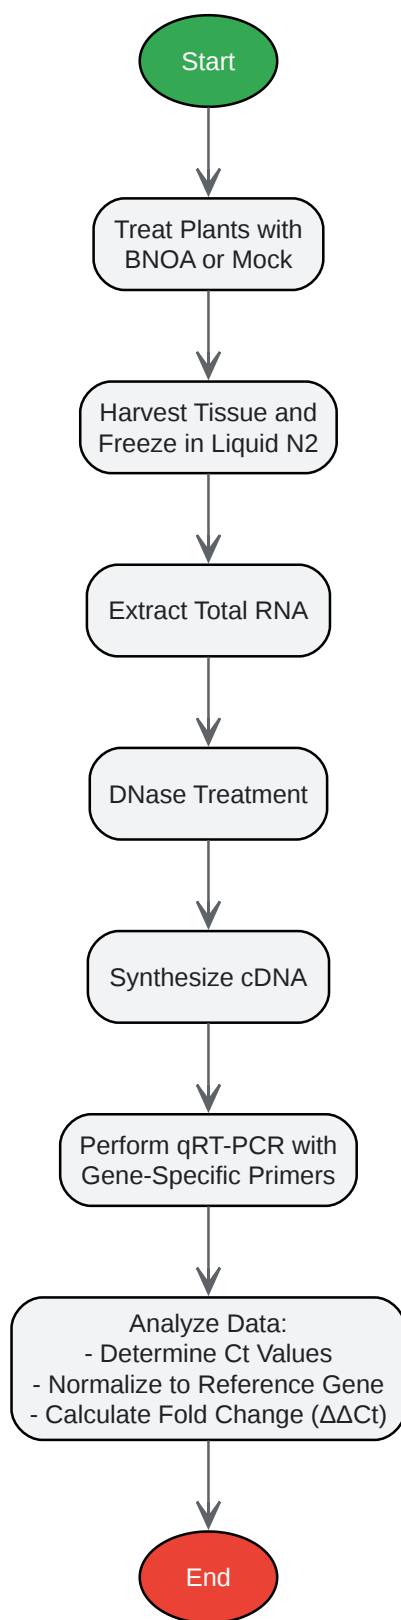 Start
Treat Plants with
BNOA or Mock
Harvest Tissue and
Freeze in Liquid N2
Extract Total RNA
DNase Treatment
Synthesize cDNA
Perform qRT-PCR with
Gene-Specific Primers
Analyze Data:
- Determine Ct Values
- Normalize to Reference Gene
- Calculate Fold Change (ΔΔCt)
End